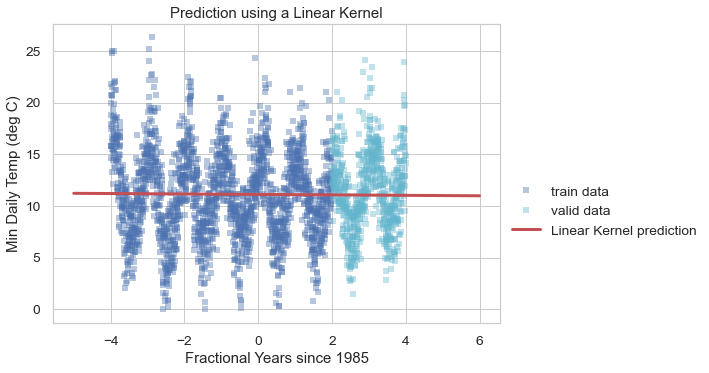 Prediction using a Linear Kernel
Min Daily Temp (deg C)
25
20
15
10
5
0
−4
−2
0
2
4
6
Fractional Years since 1985
train data
valid data
Linear Kernel prediction